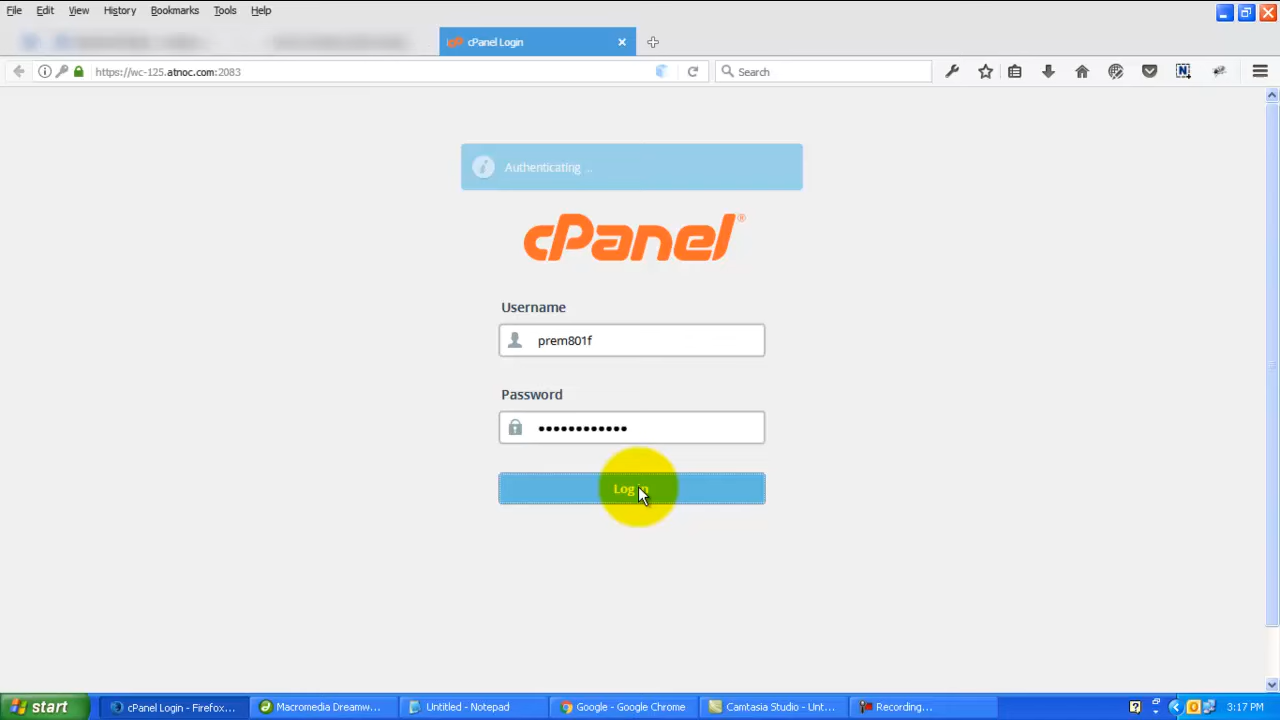 File Edit View History Bookmarks Tools Help
cPanel Login
https://wc-125.atnoc.com:2083
Search
Authenticating ..
cPanel®
Username
prem801f
Password
••••••••••••
Log in
start
cPanel Login - Firefox...
Macromedia Dreamw...
Untitled - Notepad
Google - Google Chrome
Camtasia Studio - Unt...
Recording...
3:17 PM